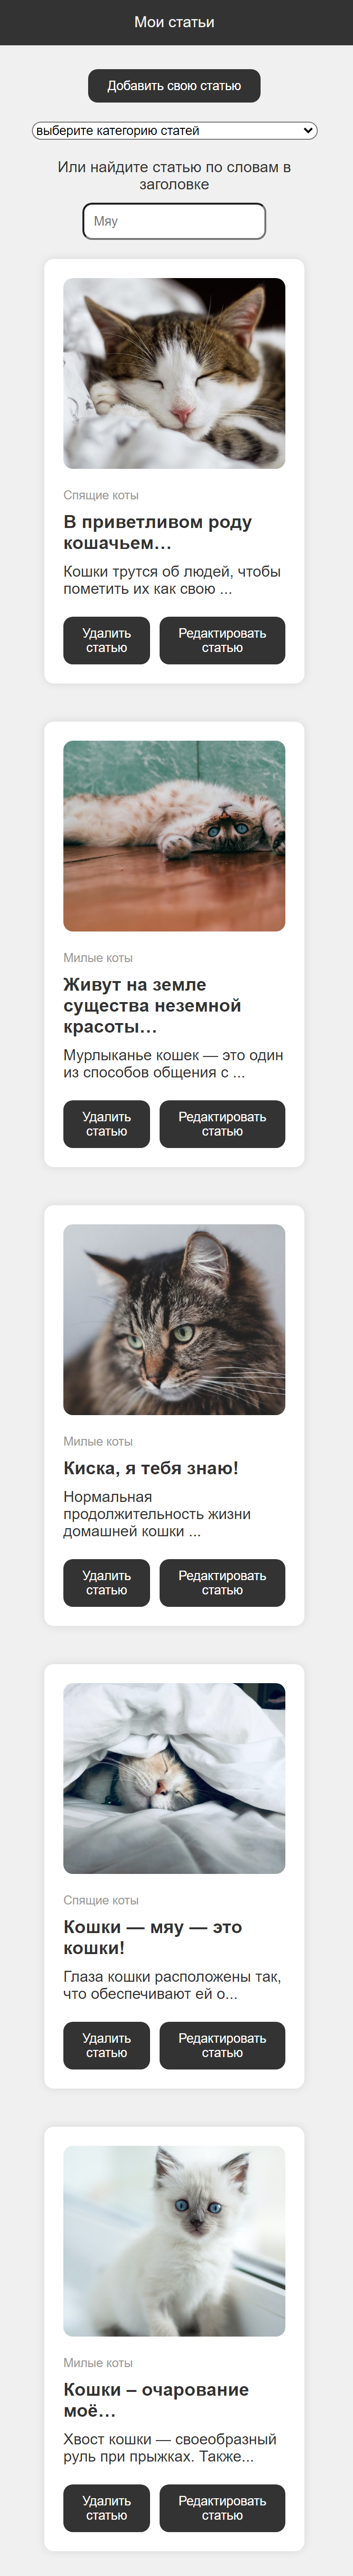 Мои статьи
Добавить свою статью
выберите категорию статей
Или найдите статью по словам в
заголовке
Мяу
Спящие коты
В приветливом роду
кошачьем…
Кошки трутся об людей, чтобы
пометить их как свою ...
Удалить
статью
Редактировать
статью
Милые коты
Живут на земле
существа неземной
красоты…
Мурлыканье кошек — это один
из способов общения с ...
Удалить
статью
Редактировать
статью
Милые коты
Киска, я тебя знаю!
Нормальная
продолжительность жизни
домашней кошки ...
Удалить
статью
Редактировать
статью
Спящие коты
Кошки — мяу — это
кошки!
Глаза кошки расположены так,
что обеспечивают ей о...
Удалить
статью
Редактировать
статью
Милые коты
Кошки – очарование
моё…
Хвост кошки — своеобразный
руль при прыжках. Также...
Удалить
статью
Редактировать
статью